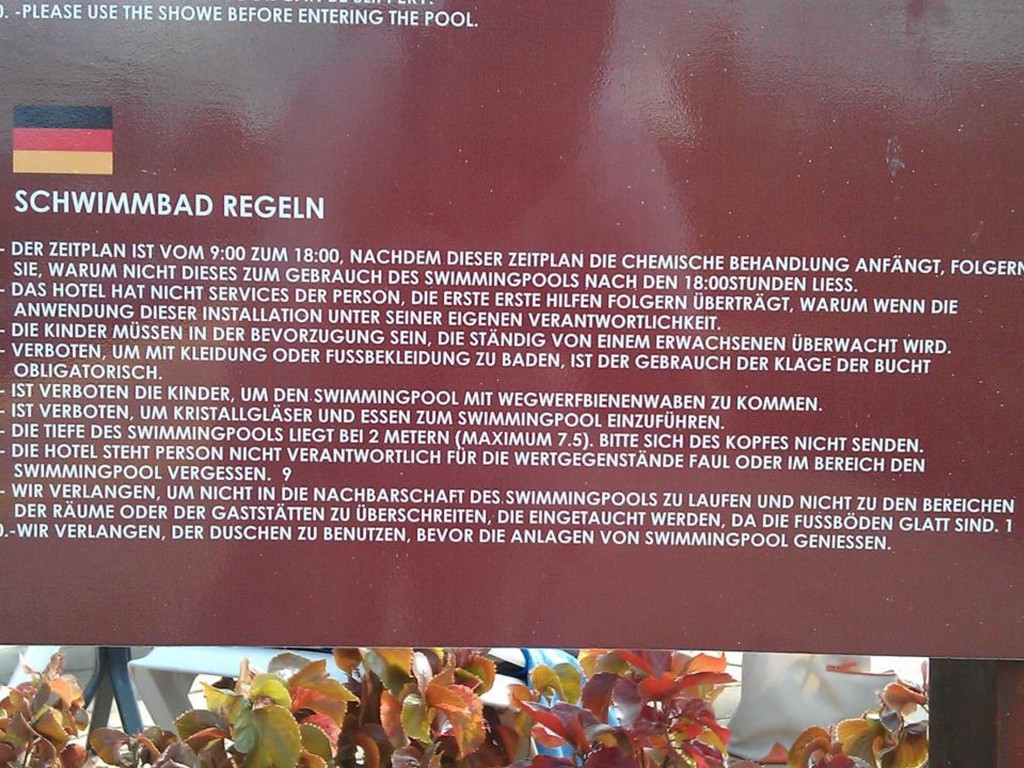 0. -PLEASE USE THE SHOWE BEFORE ENTERING THE POOL.
SCHWIMMBAD REGELN
- DER ZEITPLAN IST VOM 9:00 ZUM 18:00, NACHDEM DIESER ZEITPLAN DIE CHEMISCHE BEHANDLUNG ANFÄNGT, FOLGERN
SIE, WARUM NICHT DIESES ZUM GEBRAUCH DES SWIMMINGPOOLS NACH DEN 18:00STUNDEN LIESS.
- DAS HOTEL HAT NICHT SERVICES DER PERSON, DIE ERSTE ERSTE HILFEN FOLGERN ÜBERTRÄGT, WARUM WENN DIE
ANWENDUNG DIESER INSTALLATION UNTER SEINER EIGENEN VERANTWORTLICHKEIT.
- DIE KINDER MÜSSEN IN DER BEVORZUGUNG SEIN, DIE STÄNDIG VON EINEM ERWACHSENEN ÜBERWACHT WIRD.
- VERBOTEN, UM MIT KLEIDUNG ODER FUSSBEKLEIDUNG ZU BADEN, IST DER GEBRAUCH DER KLAGE DER BUCHT
OBLIGATORISCH.
- IST VERBOTEN DIE KINDER, UM DEN SWIMMINGPOOL MIT WEGWERFBIENENWABEN ZU KOMMEN.
- IST VERBOTEN, UM KRISTALLGLÄSER UND ESSEN ZUM SWIMMINGPOOL EINZUFÜHREN.
- DIE TIEFE DES SWIMMINGPOOLS LIEGT BEI 2 METERN (MAXIMUM 7.5). BITTE SICH DES KOPFES NICHT SENDEN.
- DIE HOTEL STEHT PERSON NICHT VERANTWORTLICH FÜR DIE WERTGEGENSTÄNDE FAUL ODER IM BEREICH DEN
SWIMMINGPOOL VERGESSEN. 9
- WIR VERLANGEN, UM NICHT IN DIE NACHBARSCHAFT DES SWIMMINGPOOLS ZU LAUFEN UND NICHT ZU DEN BEREICHEN
DER RÄUME ODER DER GASTSTÄTTEN ZU ÜBERSCHREITEN, DIE EINGETAUCHT WERDEN, DA DIE FUSSBÖDEN GLATT SIND. 1
0.-WIR VERLANGEN, DER DUSCHEN ZU BENUTZEN, BEVOR DIE ANLAGEN VON SWIMMINGPOOL GENIESSEN.